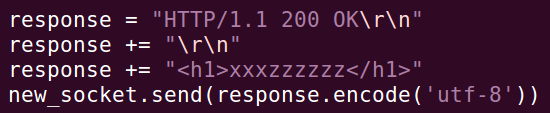 response = "HTTP/1.1 200 OK\r\n"
response += "\r\n"
response += "<h1>xxxzzzzzz</h1>"
new_socket.send(response.encode('utf-8'))